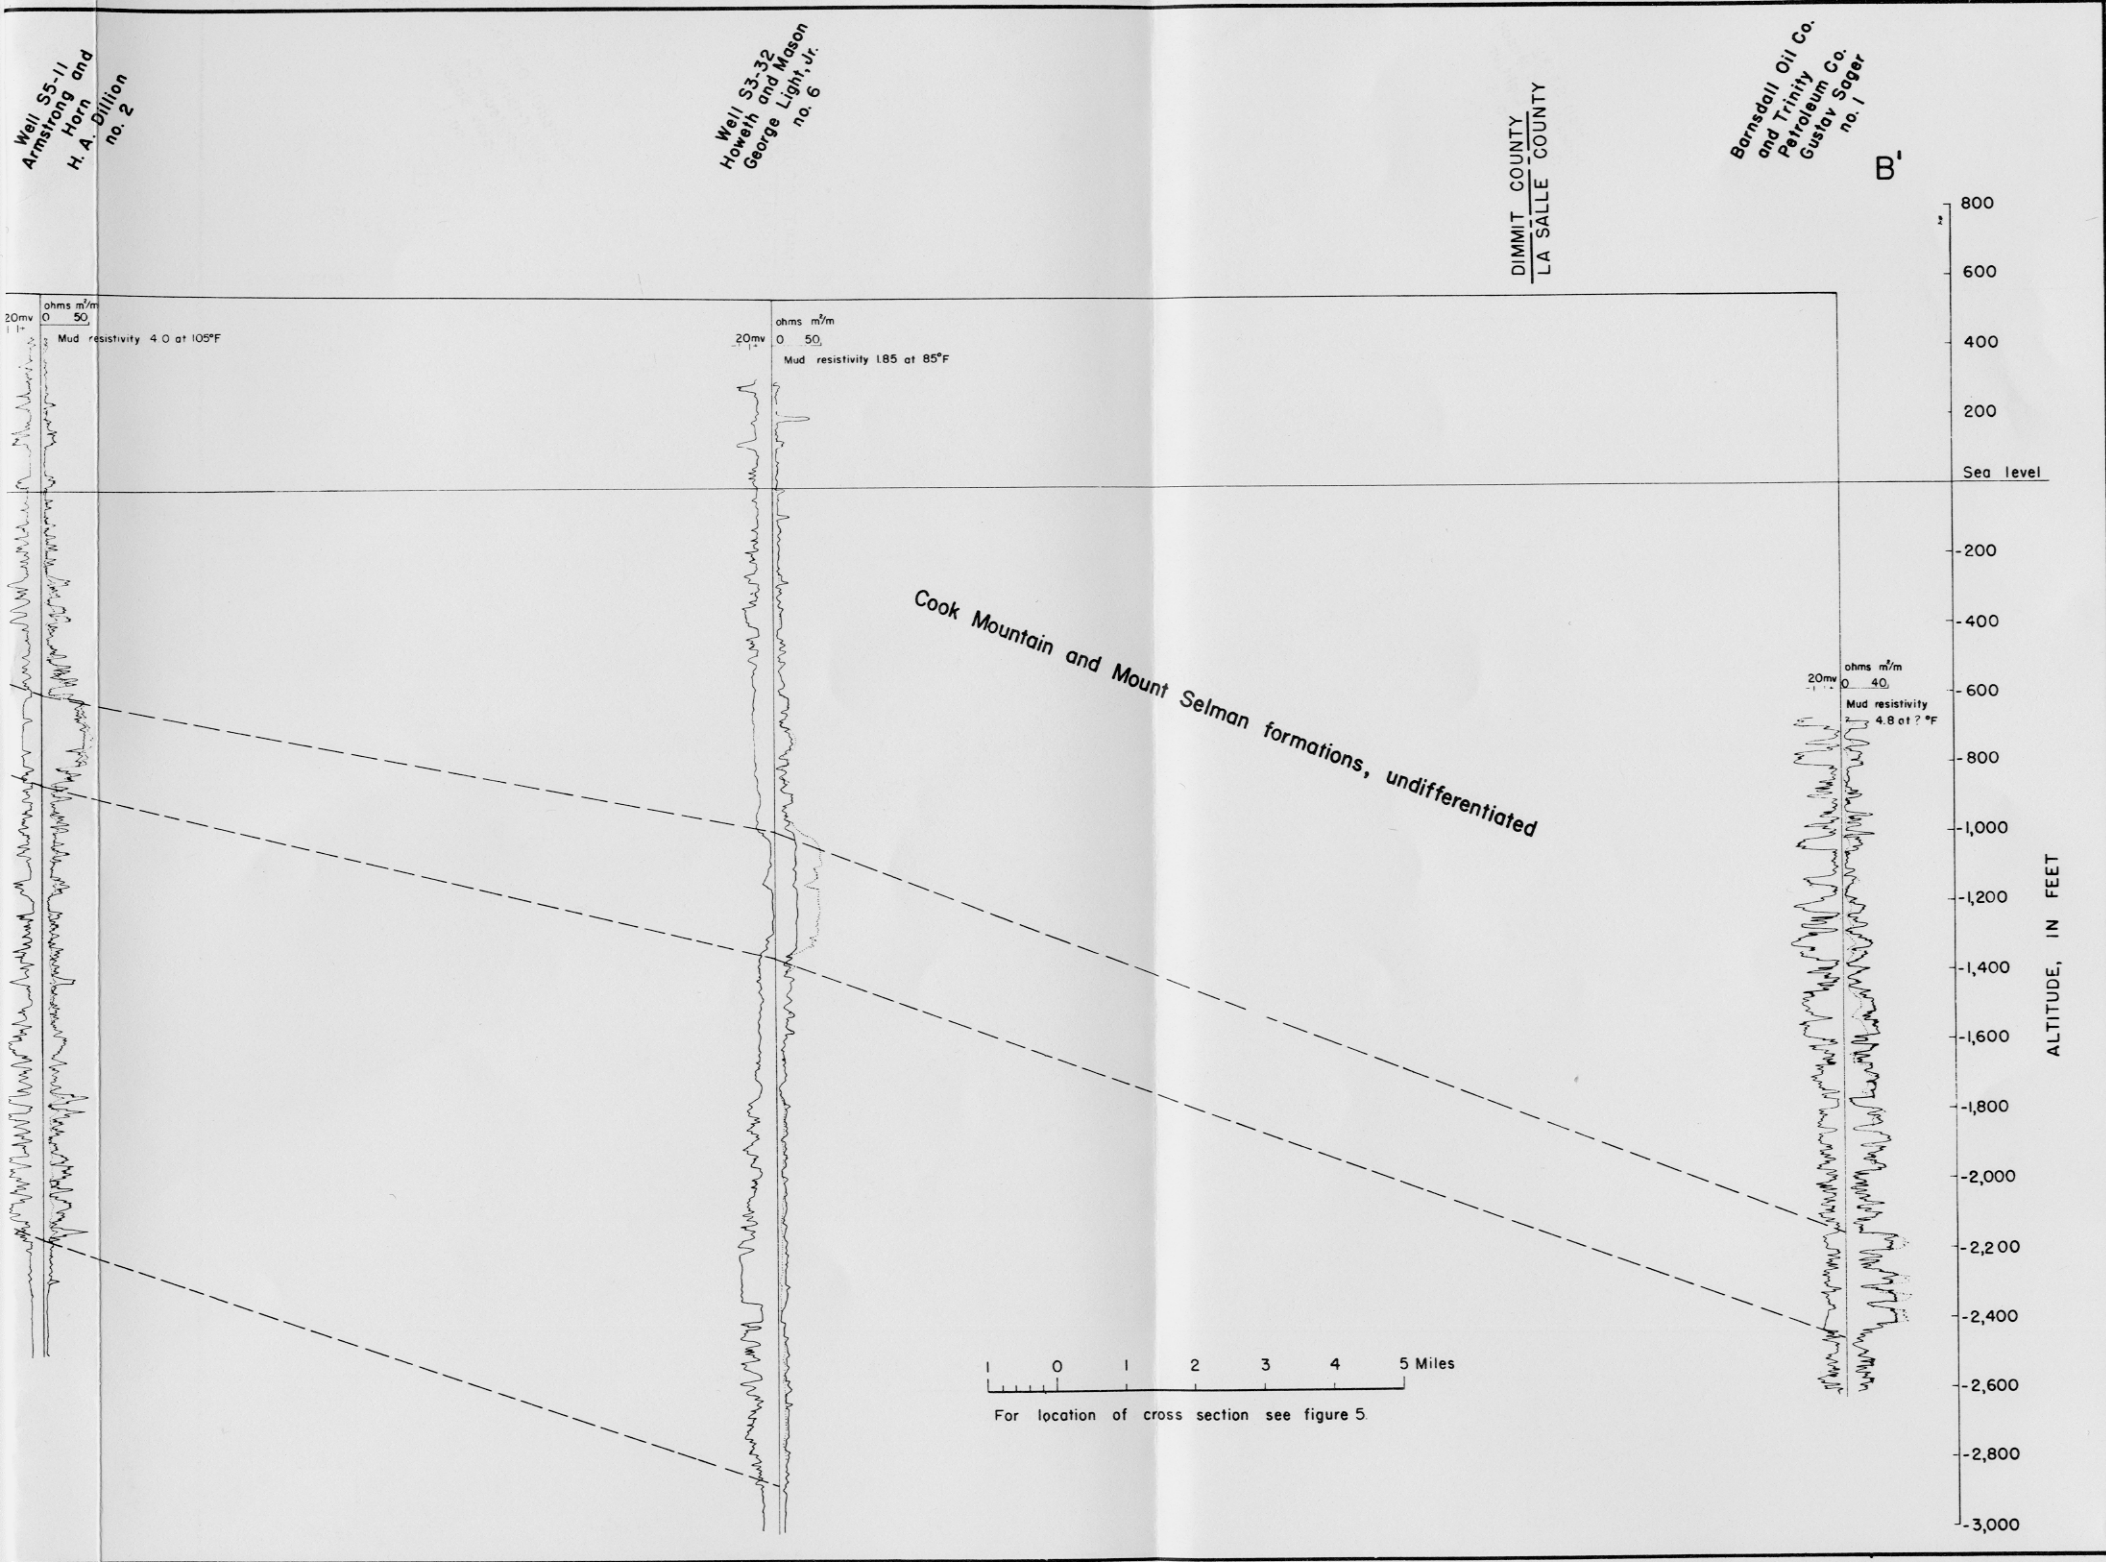 Well S5-11
Armstrong and
Horn
H. A. Dillion
no. 2
Well S3-32
Howeth and Mason
George Light, Jr.
no. 6
DIMMIT COUNTY
LA SALLE COUNTY
Barnsdall Oil Co.
and Trinity
Petroleum Co.
Gustav Sager
no. 1
B'
800
600
400
200
Sea level
-200
-400
-600
-800
-1,000
-1,200
-1,400
-1,600
-1,800
-2,000
-2,200
-2,400
-2,600
-2,800
-3,000
ALTITUDE, IN FEET
ohms m²/m
20mv 0 50
Mud resistivity 4 0 at 105°F
ohms m²/m
20mv 0 50
Mud resistivity 1.85 at 85°F
Cook Mountain and Mount Selman formations, undifferentiated
ohms m²/m
20mv 0 40
Mud resistivity
4.8 at ? °F
1 0 1 2 3 4 5 Miles
For location of cross section see figure 5.